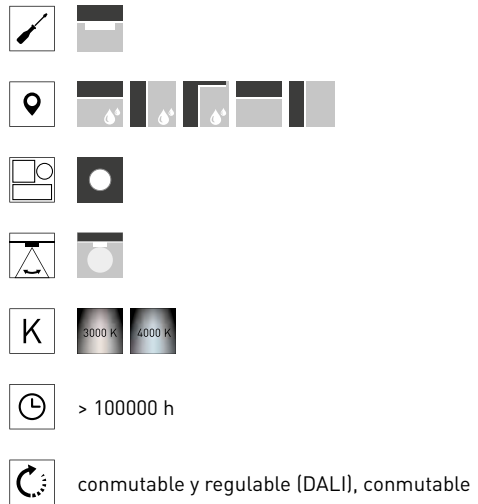 K 3000 K 4000 K
> 100000 h
conmutable y regulable (DALI), conmutable